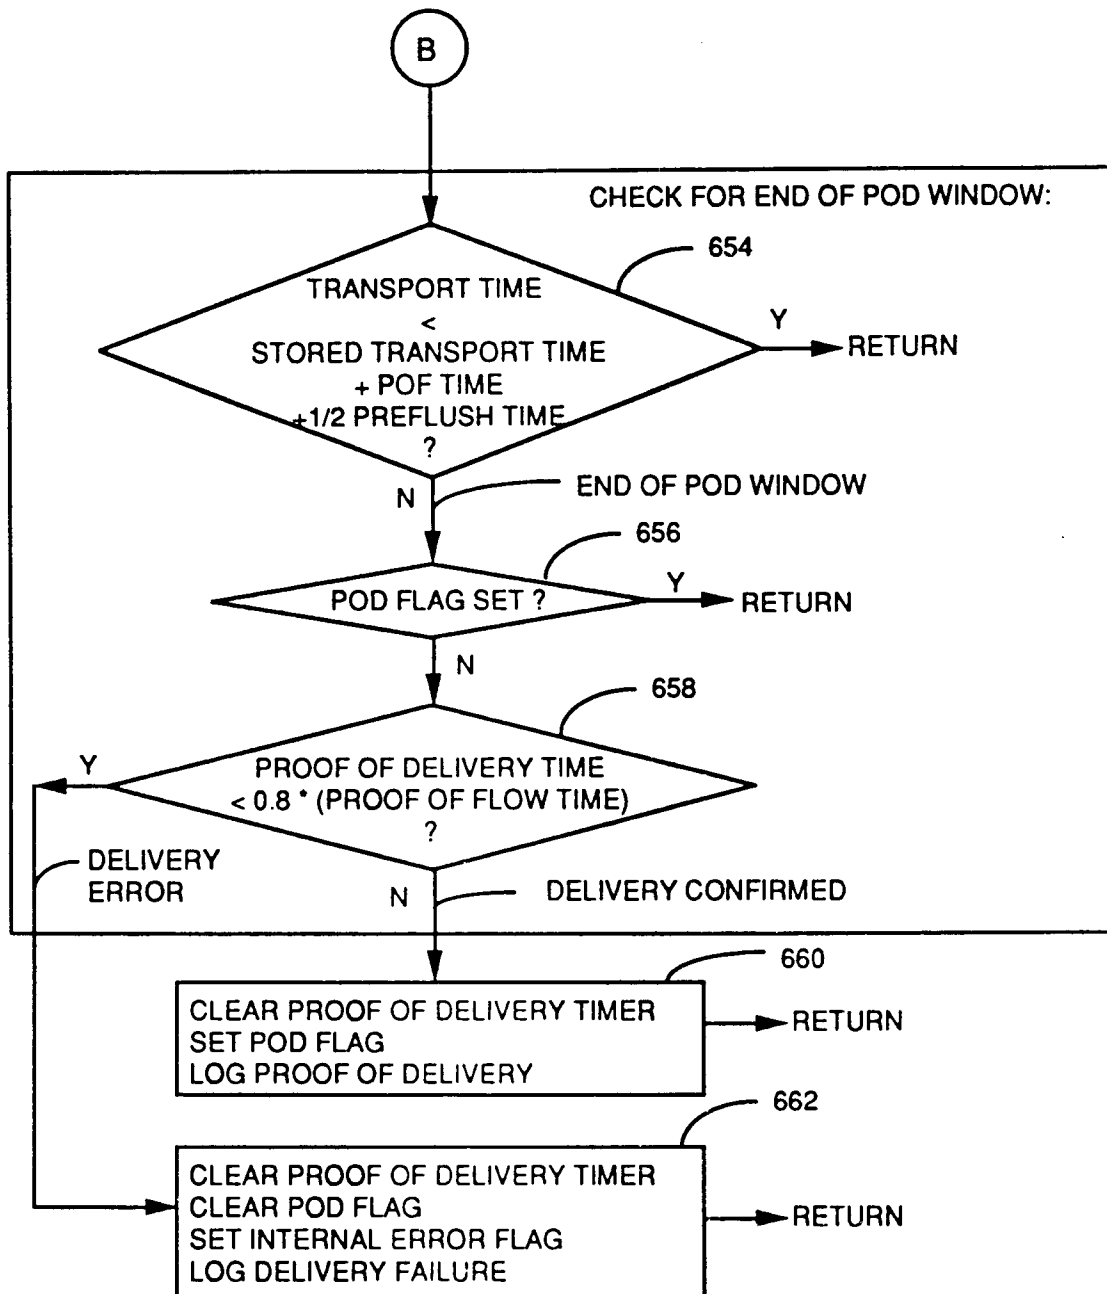 B
CHECK FOR END OF POD WINDOW:
654
TRANSPORT TIME
<
STORED TRANSPORT TIME
+ POF TIME
+1/2 PREFLUSH TIME
?
Y
RETURN
N
END OF POD WINDOW
656
POD FLAG SET ?
Y
RETURN
N
658
PROOF OF DELIVERY TIME
< 0.8 * (PROOF OF FLOW TIME)
?
Y
DELIVERY
ERROR
N
DELIVERY CONFIRMED
660
CLEAR PROOF OF DELIVERY TIMER
SET POD FLAG
LOG PROOF OF DELIVERY
RETURN
662
CLEAR PROOF OF DELIVERY TIMER
CLEAR POD FLAG
SET INTERNAL ERROR FLAG
LOG DELIVERY FAILURE
RETURN